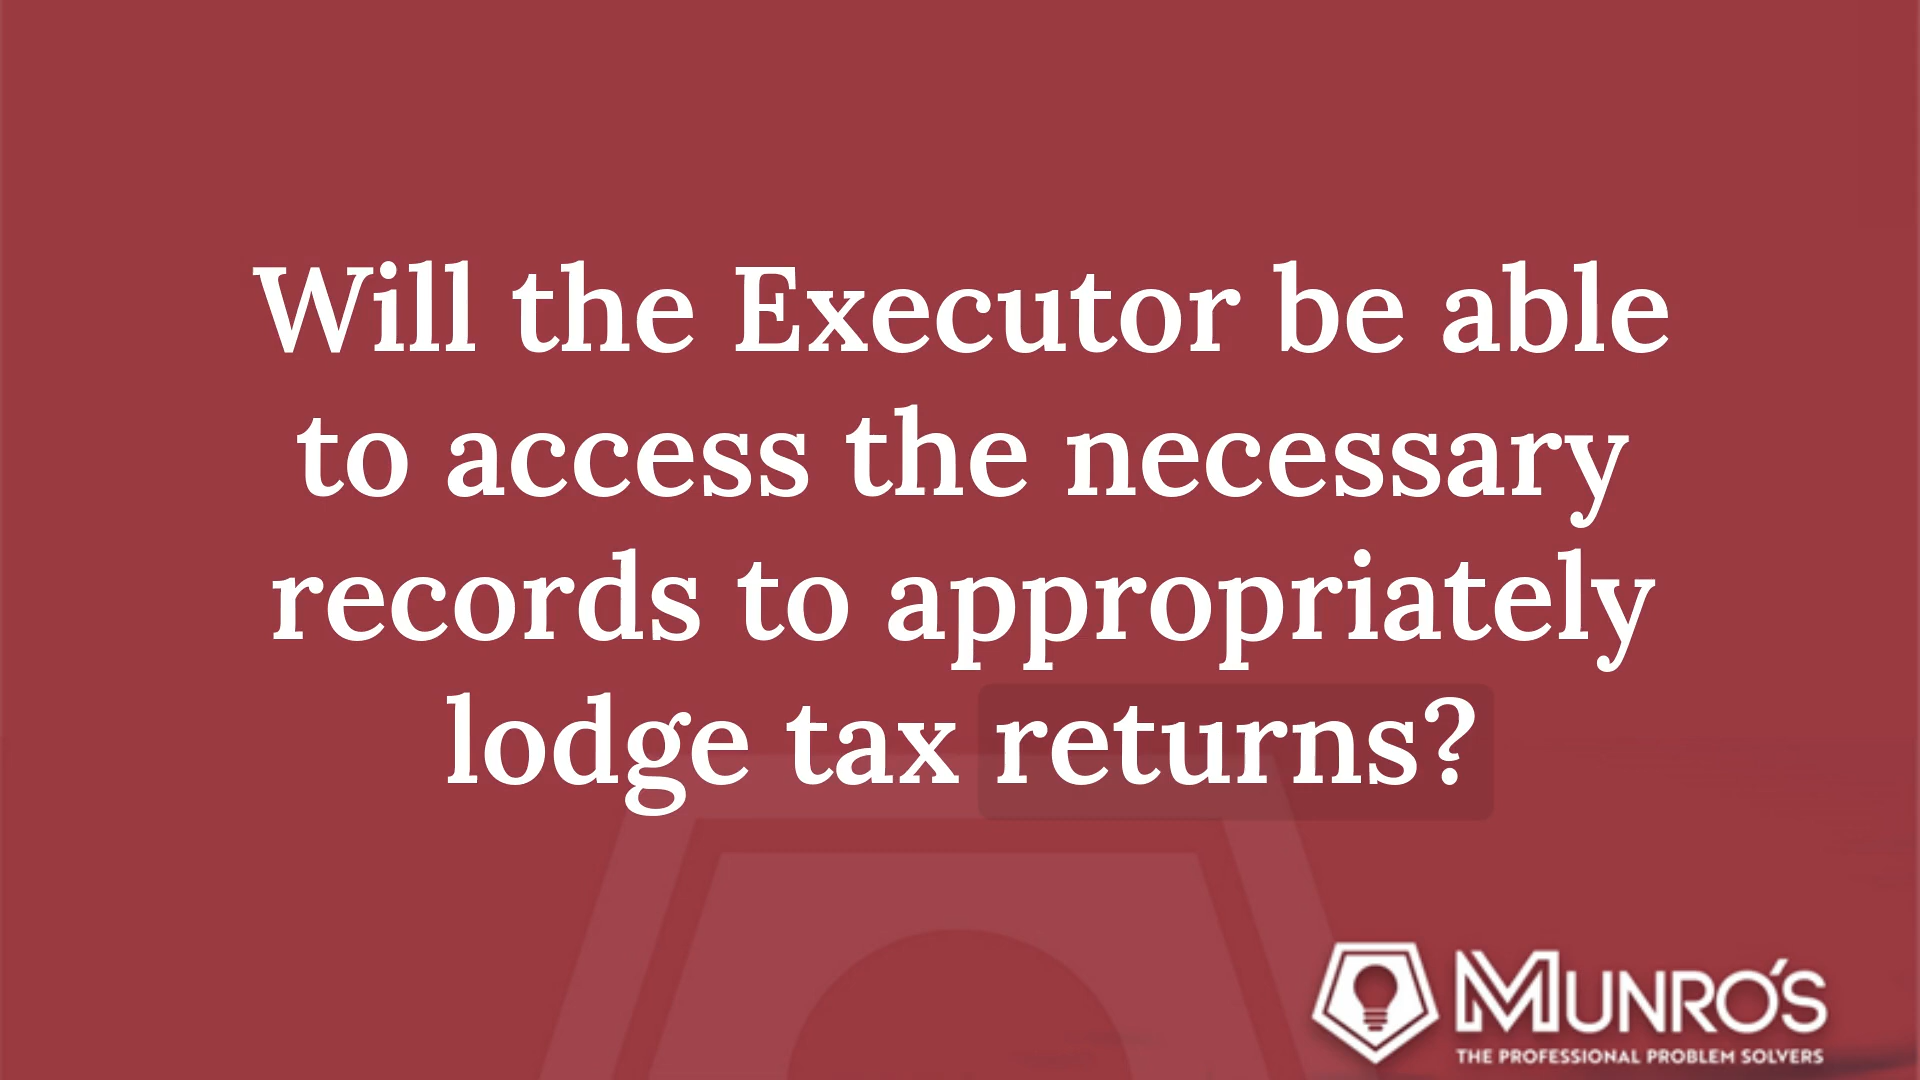 Will the Executor be able
to access the necessary
records to appropriately
lodge tax returns?
MUNRO'S
THE PROFESSIONAL PROBLEM SOLVERS